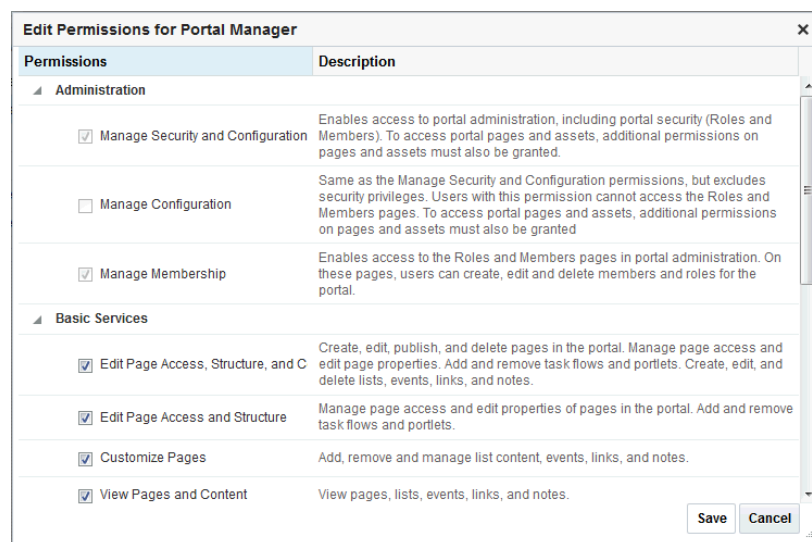 Edit Permissions for Portal Manager
Permissions
Description
Administration
Manage Security and Configuration
Enables access to portal administration, including portal security (Roles and
Members). To access portal pages and assets, additional permissions on
pages and assets must also be granted.
Manage Configuration
Same as the Manage Security and Configuration permissions, but excludes
security privileges. Users with this permission cannot access the Roles and
Members pages. To access portal pages and assets, additional permissions
on pages and assets must also be granted
Manage Membership
Enables access to the Roles and Members pages in portal administration. On
these pages, users can create, edit and delete members and roles for the
portal.
Basic Services
Edit Page Access, Structure, and C
Create, edit, publish, and delete pages in the portal. Manage page access and
edit page properties. Add and remove task flows and portlets. Create, edit, and
delete lists, events, links, and notes.
Edit Page Access and Structure
Manage page access and edit properties of pages in the portal. Add and remove
task flows and portlets.
Customize Pages
Add, remove and manage list content, events, links, and notes.
View Pages and Content
View pages, lists, events, links, and notes.
Save
Cancel